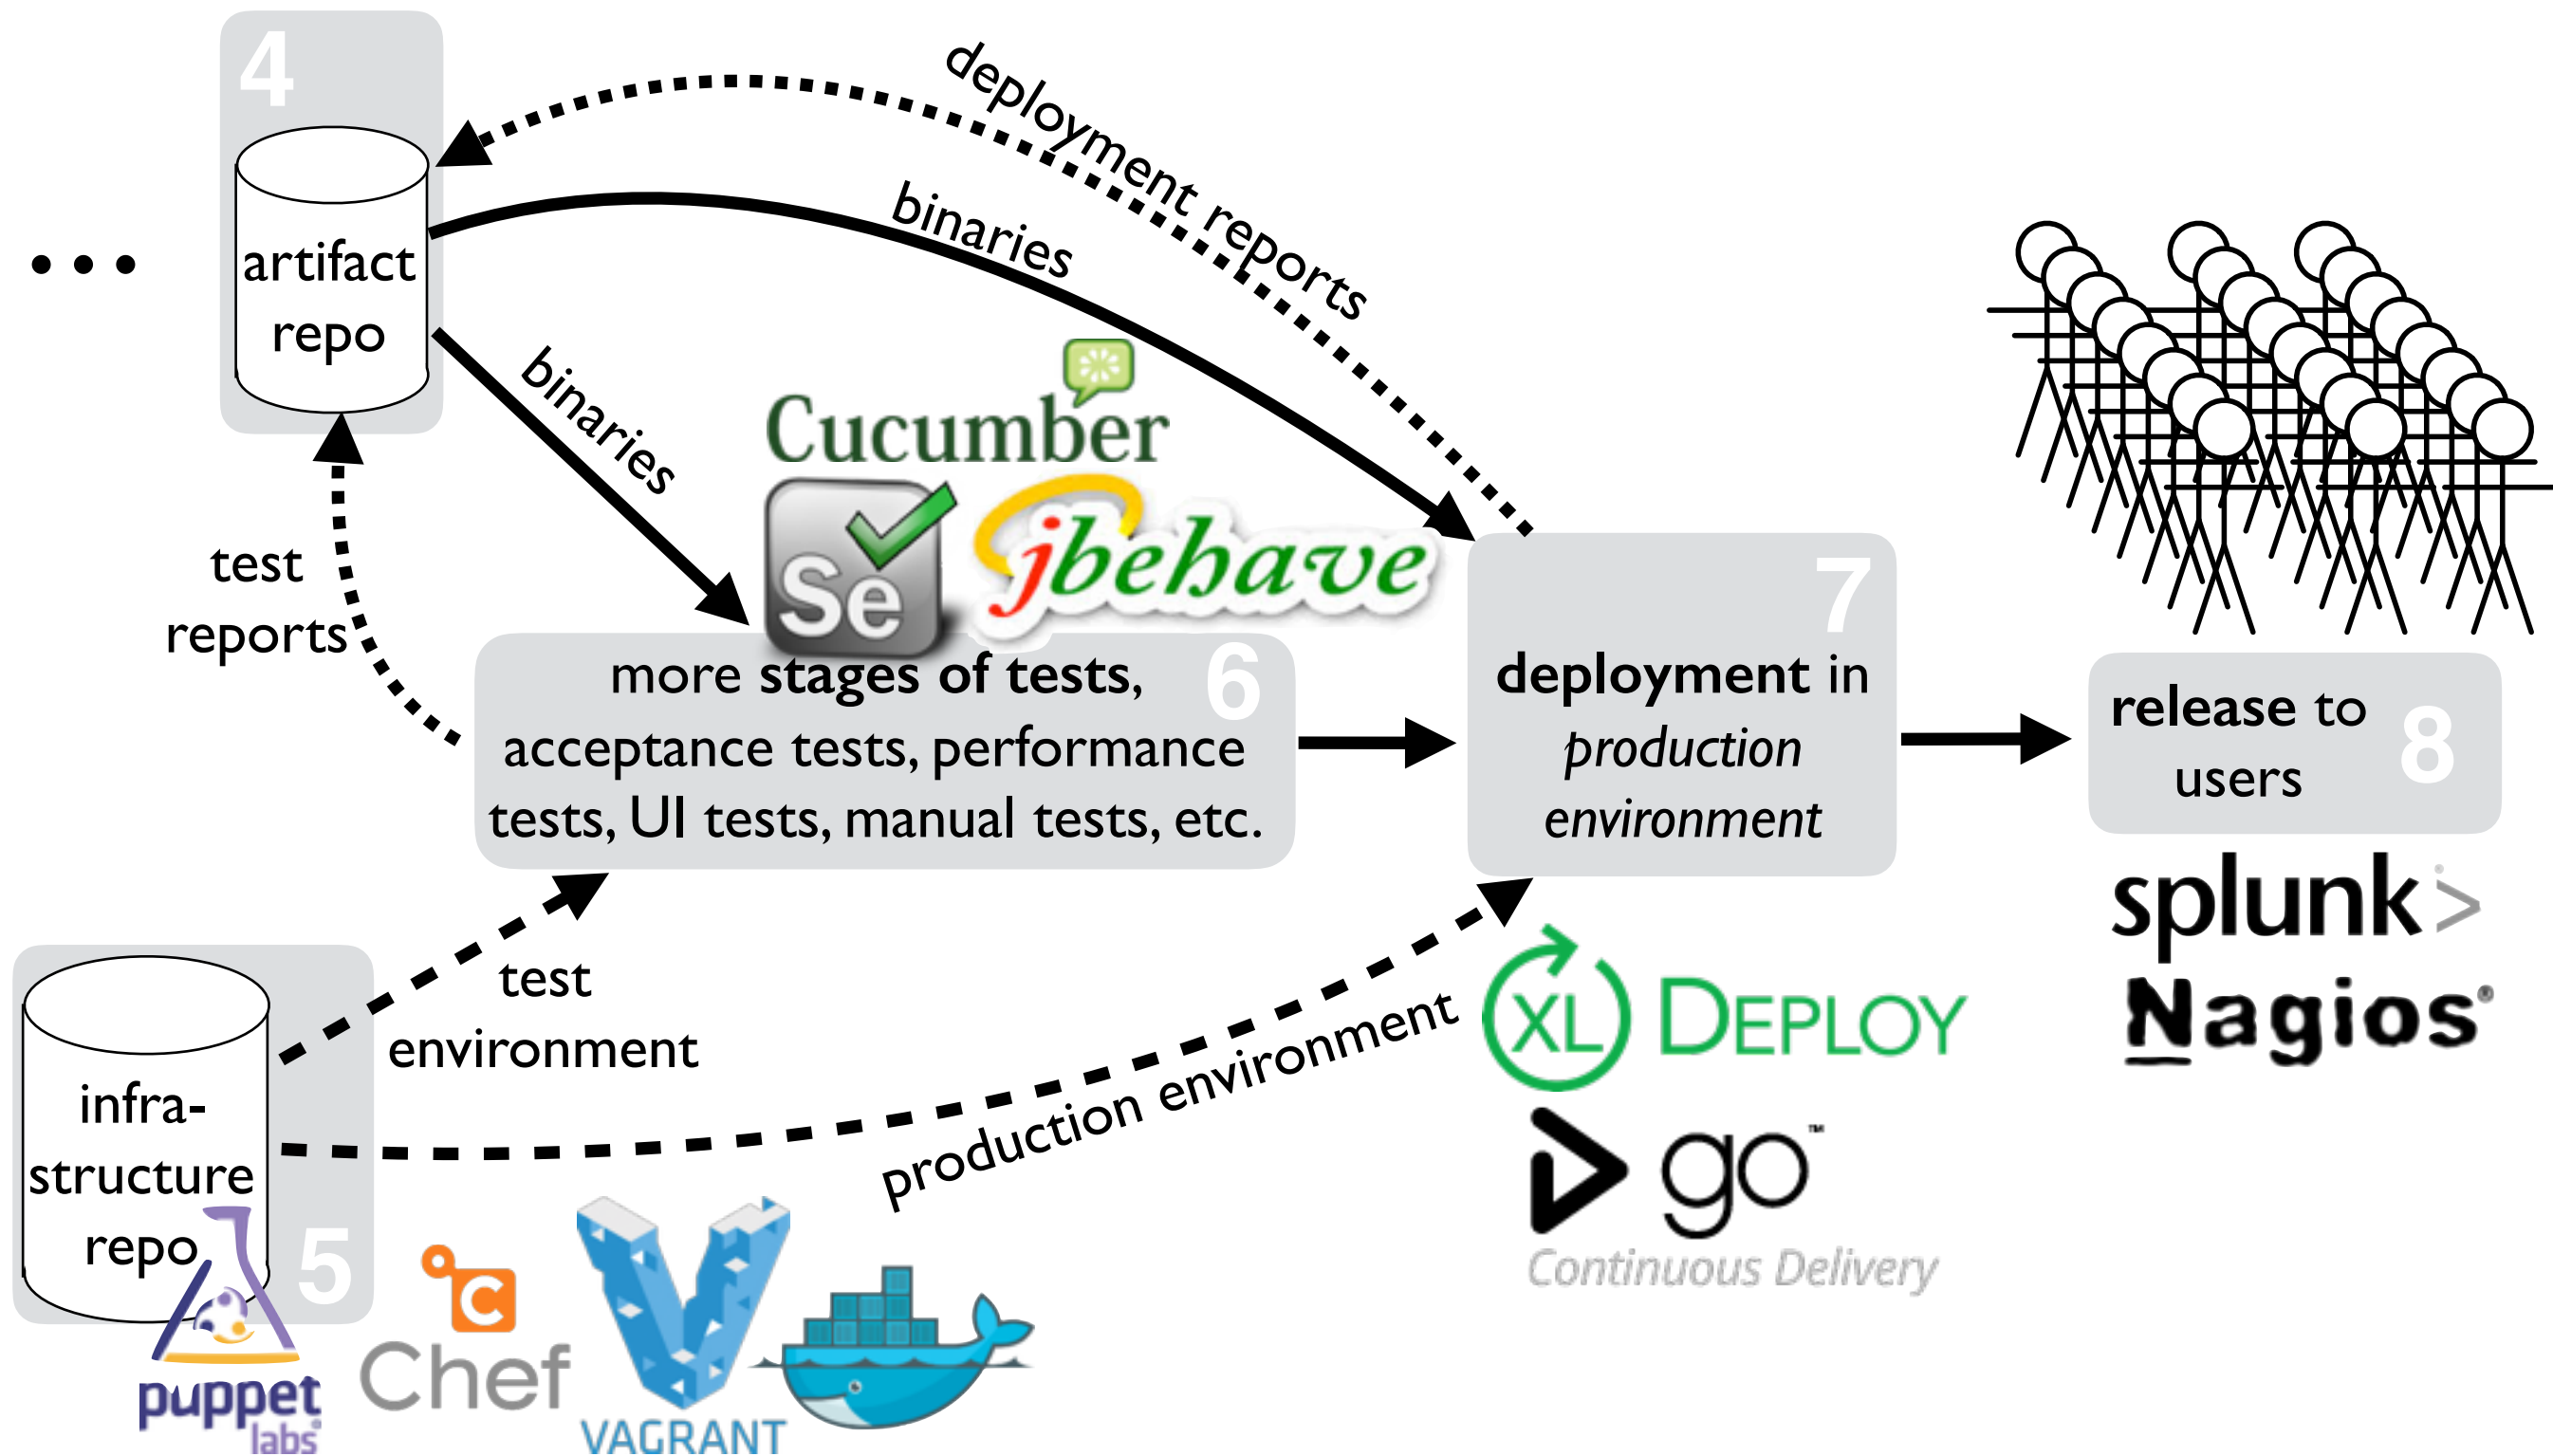 4
artifact
repo
• • •
deployment reports
binaries
binaries
test
reports
Cucumber
Se
jbehave
6
more stages of tests,
acceptance tests, performance
tests, UI tests, manual tests, etc.
7
deployment in
production
environment
8
release to
users
splunk>
Nagios®
test
environment
production environment
infra-
structure
repo
5
puppet
labs®
C
Chef
VAGRANT
XL DEPLOY
go™
Continuous Delivery